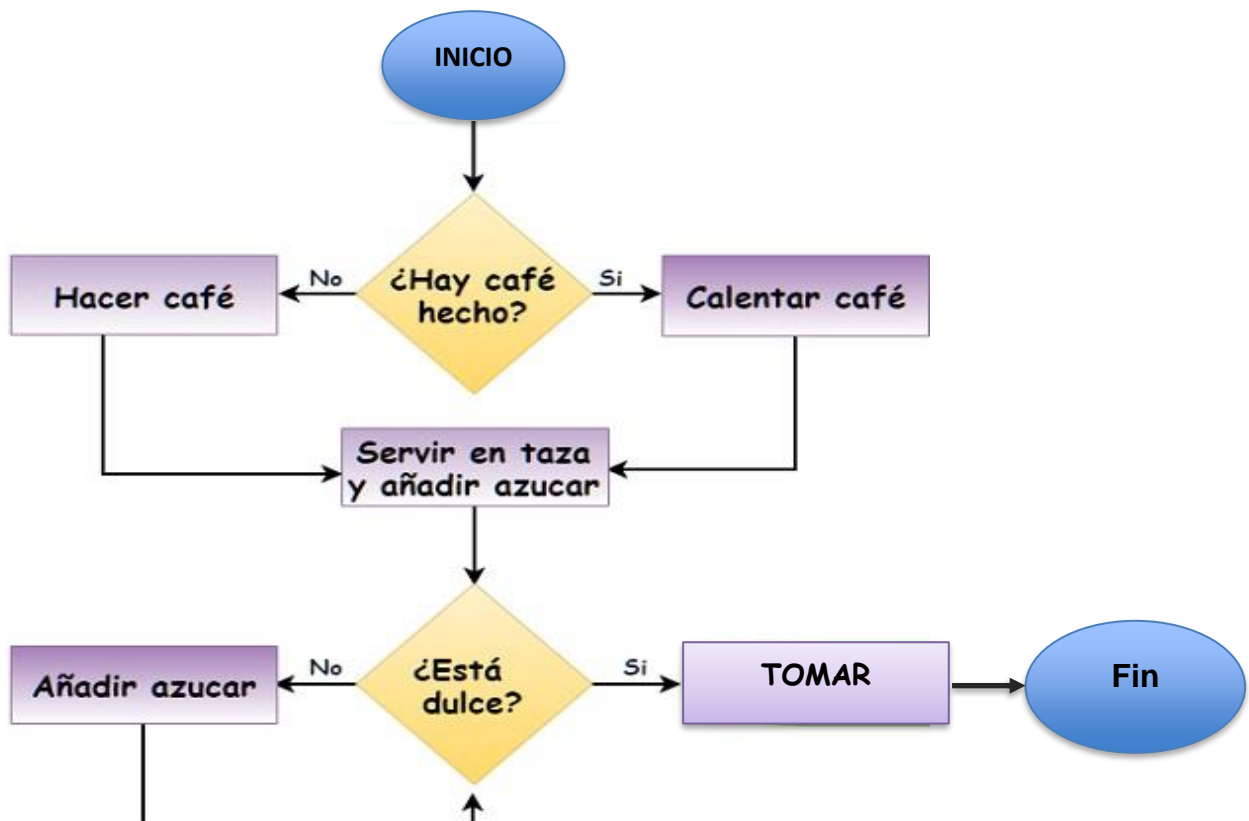 INICIO
No
¿Hay café
hecho?
Si
Hacer café
Calentar café
Servir en taza
y añadir azucar
No
¿Está
dulce?
Si
Añadir azucar
TOMAR
Fin